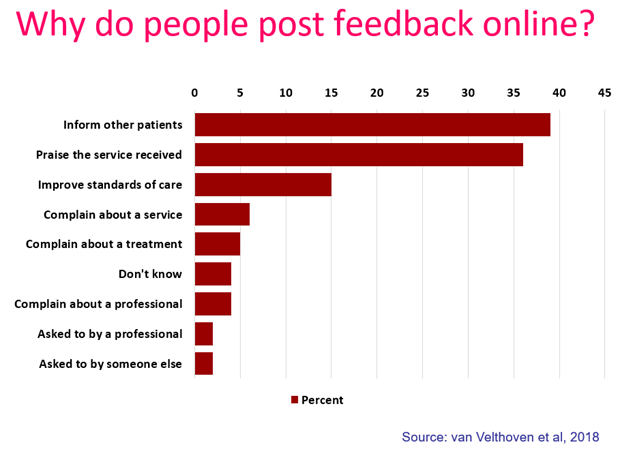 Why do people post feedback online?
0 5 10 15 20 25 30 35 40 45
Inform other patients
Praise the service received
Improve standards of care
Complain about a service
Complain about a treatment
Don't know
Complain about a professional
Asked to by a professional
Asked to by someone else
Percent
Source: van Velthoven et al, 2018